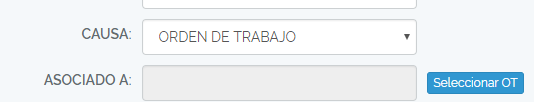 CAUSA: ORDEN DE TRABAJO
ASOCIADO A: Seleccionar OT